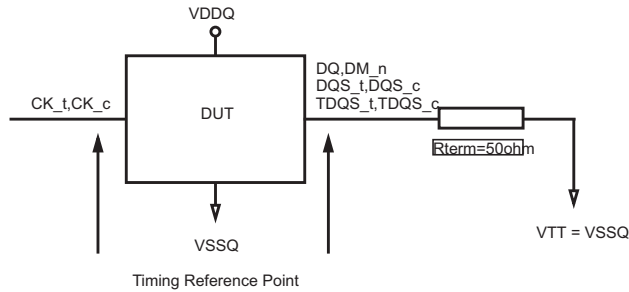 VDDQ
DQ,DM_n
DQS_t,DQS_c
CK_t,CK_c
DUT
TDQS_t,TDQS_c
Rterm=50ohm
VSSQ
VTT = VSSQ
Timing Reference Point